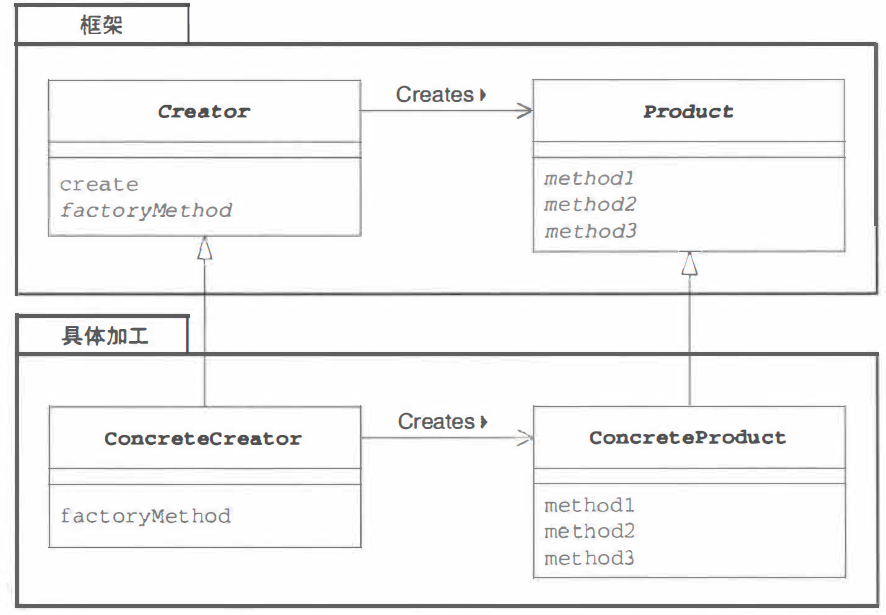 框架
Creator
Creates
Product
create
factoryMethod
method1
method2
method3
具体加工
ConcreteCreator
Creates
ConcreteProduct
factoryMethod
method1
method2
method3